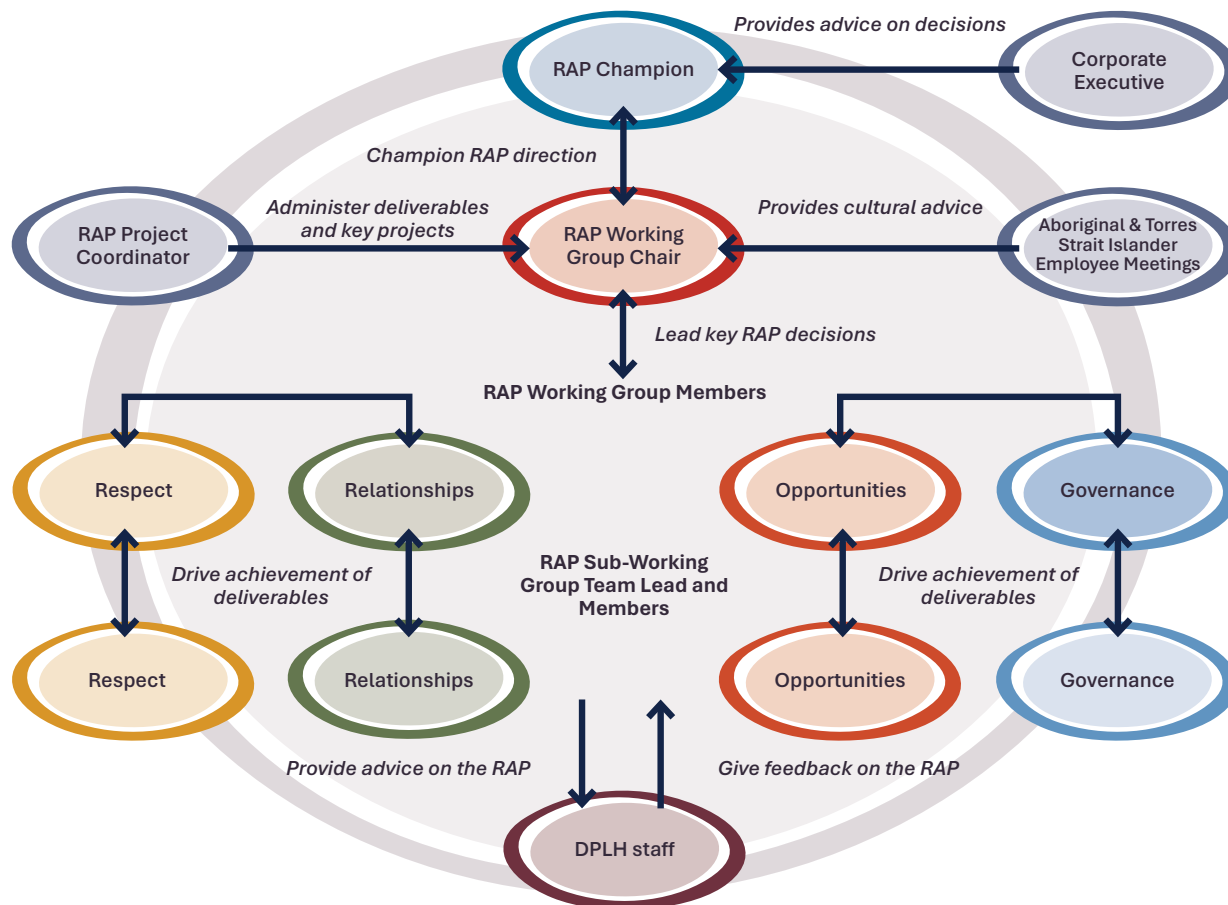 Provides advice on decisions
RAP Champion
Corporate
Executive
Champion RAP direction
RAP Project
Coordinator
Administer deliverables
and key projects
RAP Working
Group Chair
Provides cultural advice
Aboriginal & Torres
Strait Islander
Employee Meetings
Lead key RAP decisions
RAP Working Group Members
Respect
Relationships
Opportunities
Governance
Drive achievement of
deliverables
RAP Sub-Working
Group Team Lead and
Members
Drive achievement of
deliverables
Respect
Relationships
Opportunities
Governance
Provide advice on the RAP
Give feedback on the RAP
DPLH staff